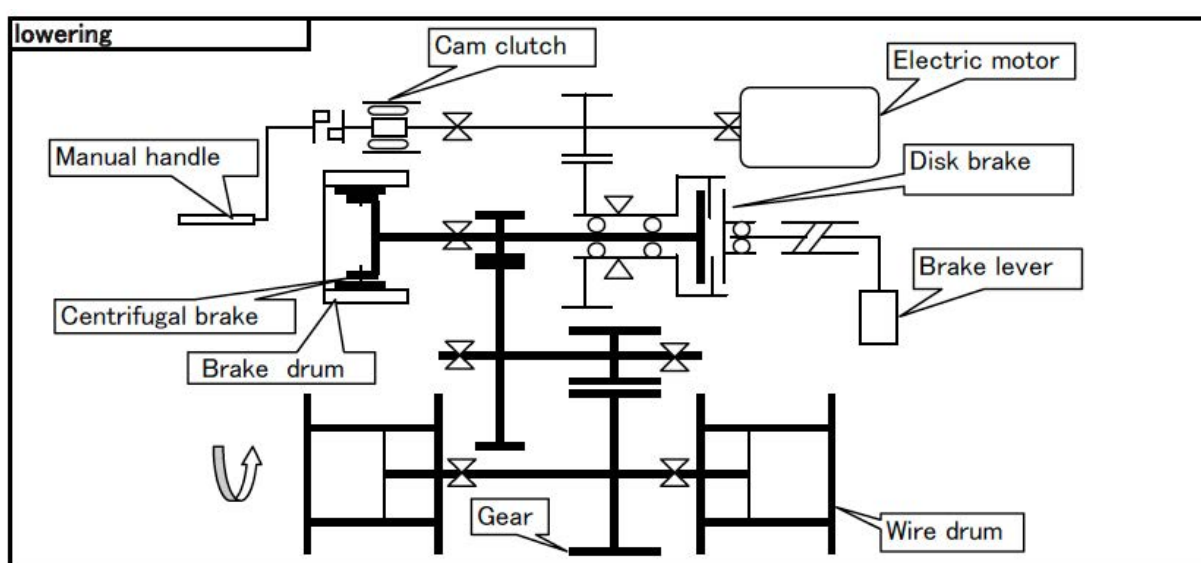 lowering
Cam clutch
Electric motor
Manual handle
Disk brake
Brake lever
Centrifugal brake
Brake drum
Gear
Wire drum